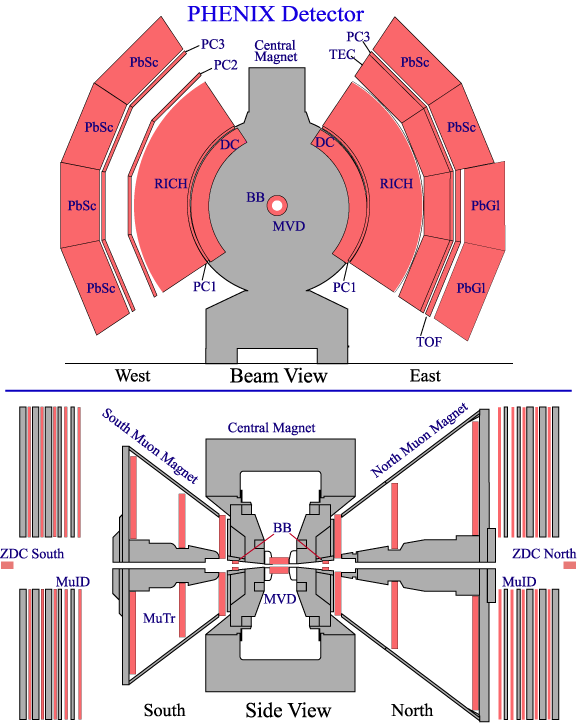 PHENIX Detector
Central
Magnet
PC3
PC2
PbSc
PbSc
PbSc
PbSc
RICH
DC
BB
MVD
PC1
PC3
TEC
PbSc
PbSc
DC
RICH
PbGl
PbGl
PC1
TOF
West
Beam View
East
South Muon Magnet
Central Magnet
North Muon Magnet
BB
ZDC South
ZDC North
MuID
MuID
MuTr
MVD
South
Side View
North